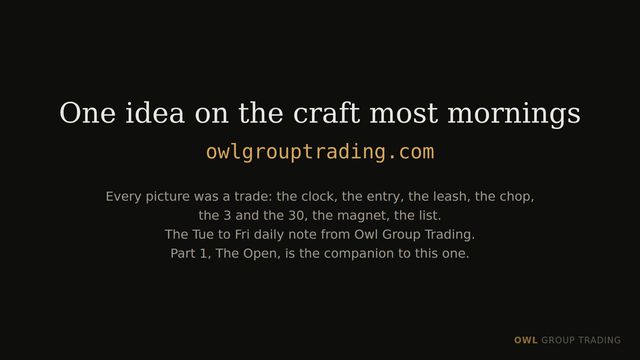 One idea on the craft most mornings
owlgrouptrading.com
Every picture was a trade: the clock, the entry, the leash, the chop,
the 3 and the 30, the magnet, the list.
The Tue to Fri daily note from Owl Group Trading.
Part 1, The Open, is the companion to this one.
OWL GROUP TRADING